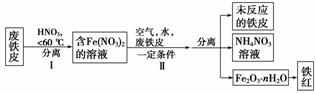 废铁皮
HNO₃,
<60 ℃
分离
Ⅰ
含Fe(NO₃)₂
的溶液
空气,水,
废铁皮
一定条件
Ⅱ
分离
未反应
的铁皮
NH₄NO₃
溶液
Fe₂O₃·nH₂O
铁红